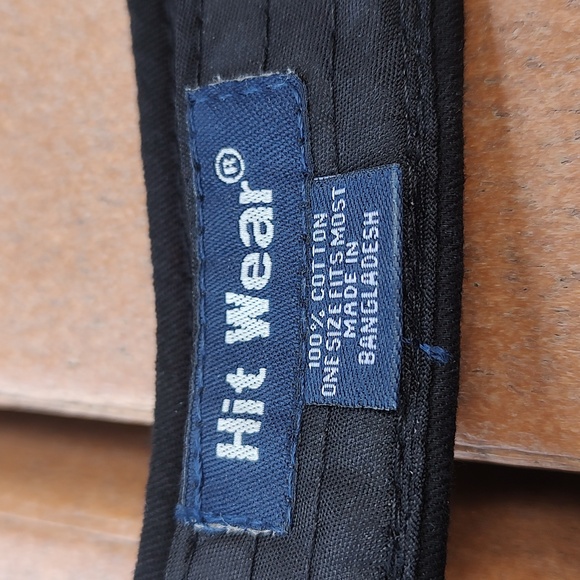 Hit Wear®
100% COTTON
ONE SIZE FITS MOST
MADE IN
BANGLADESH